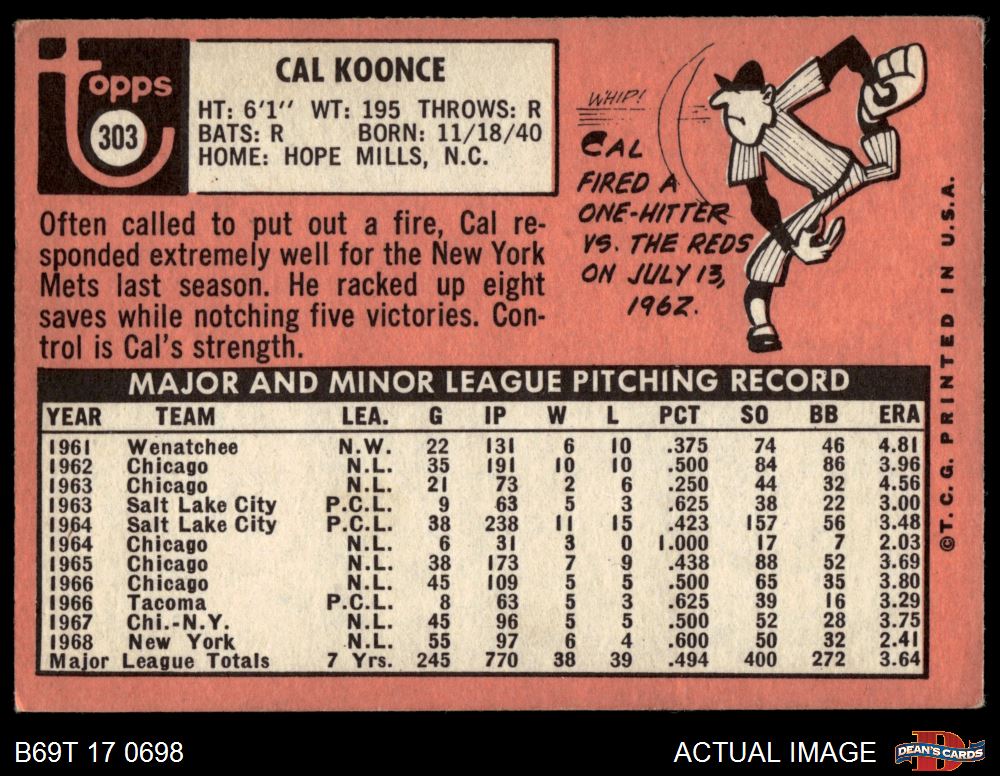 topps
303
CAL KOONCE
HT: 6'1'' WT: 195 THROWS: R
BATS: R BORN: 11/18/40
HOME: HOPE MILLS, N.C.
Often called to put out a fire, Cal re-
sponded extremely well for the New York
Mets last season. He racked up eight
saves while notching five victories. Con-
trol is Cal's strength.
WHIP!
CAL
FIRED A
ONE-HITTER
VS. THE REDS
ON JULY 13,
1962.
MAJOR AND MINOR LEAGUE PITCHING RECORD
YEAR TEAM LEA. G IP W L PCT SO BB ERA
1961 Wenatchee N.W. 22 131 6 10 .375 74 46 4.81
1962 Chicago N.L. 35 191 10 10 .500 84 86 3.96
1963 Chicago N.L. 21 73 2 6 .250 44 32 4.56
1963 Salt Lake City P.C.L. 9 63 5 3 .625 38 22 3.00
1964 Salt Lake City P.C.L. 38 238 11 15 .423 157 56 3.48
1964 Chicago N.L. 6 31 3 0 1.000 17 7 2.03
1965 Chicago N.L. 38 173 7 9 .438 88 52 3.69
1966 Chicago N.L. 45 109 5 5 .500 65 35 3.80
1966 Tacoma P.C.L. 8 63 5 3 .625 39 16 3.29
1967 Chi.-N.Y. N.L. 45 96 5 5 .500 52 28 3.75
1968 New York N.L. 55 97 6 4 .600 50 32 2.41
Major League Totals 7 Yrs. 245 770 38 39 .494 400 272 3.64
©T.C.G. PRINTED IN U.S.A.
B69T 17 0698
ACTUAL IMAGE
DEAN'S CARDS